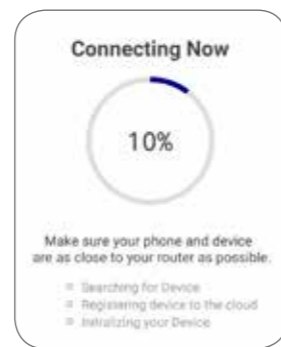 Connecting Now
10%
Make sure your phone and device
are as close to your router as possible.
Searching for Device
Registering device to the cloud
Initializing your Device